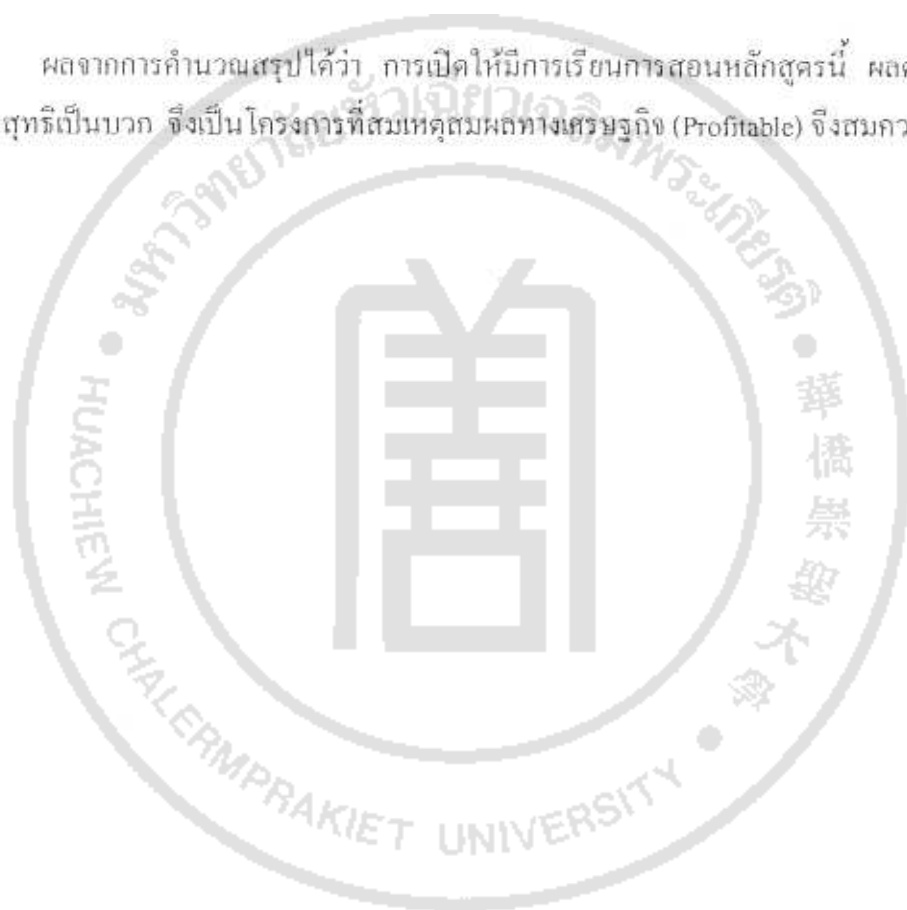 ผลจากการคำนวณสรุปได้ว่า การเปิดให้มีการเรียนการสอนหลักสูตรนี้
สุทธิเป็นบวก จึงเป็นโครงการที่สมเหตุสมผลทางเศรษฐกิจ (Profitable) จึงสมคว
มหาวิทยาลัยหัวเฉียวเฉลิมพระเกียรติ
華僑崇聖大學
HUACHIEW CHALERMPRAKIET UNIVERSITY